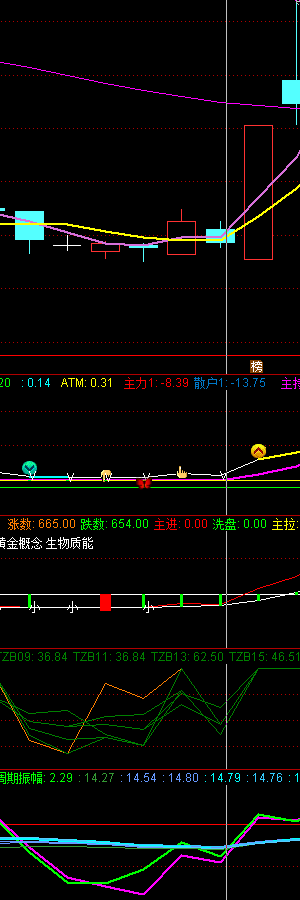 榜
20 : 0.14 ATM: 0.31 主力1: -8.39 散户1: -13.75 主持
涨数: 665.00 跌数: 654.00 主进: 0.00 洗盘: 0.00 主拉:
黄金概念 生物质能
小 小 小
TZB09: 36.84 TZB11: 36.84 TZB13: 62.50 TZB15: 46.51
周期振幅: 2.29 : 14.27 : 14.54 : 14.80 : 14.79 : 14.76 : 1